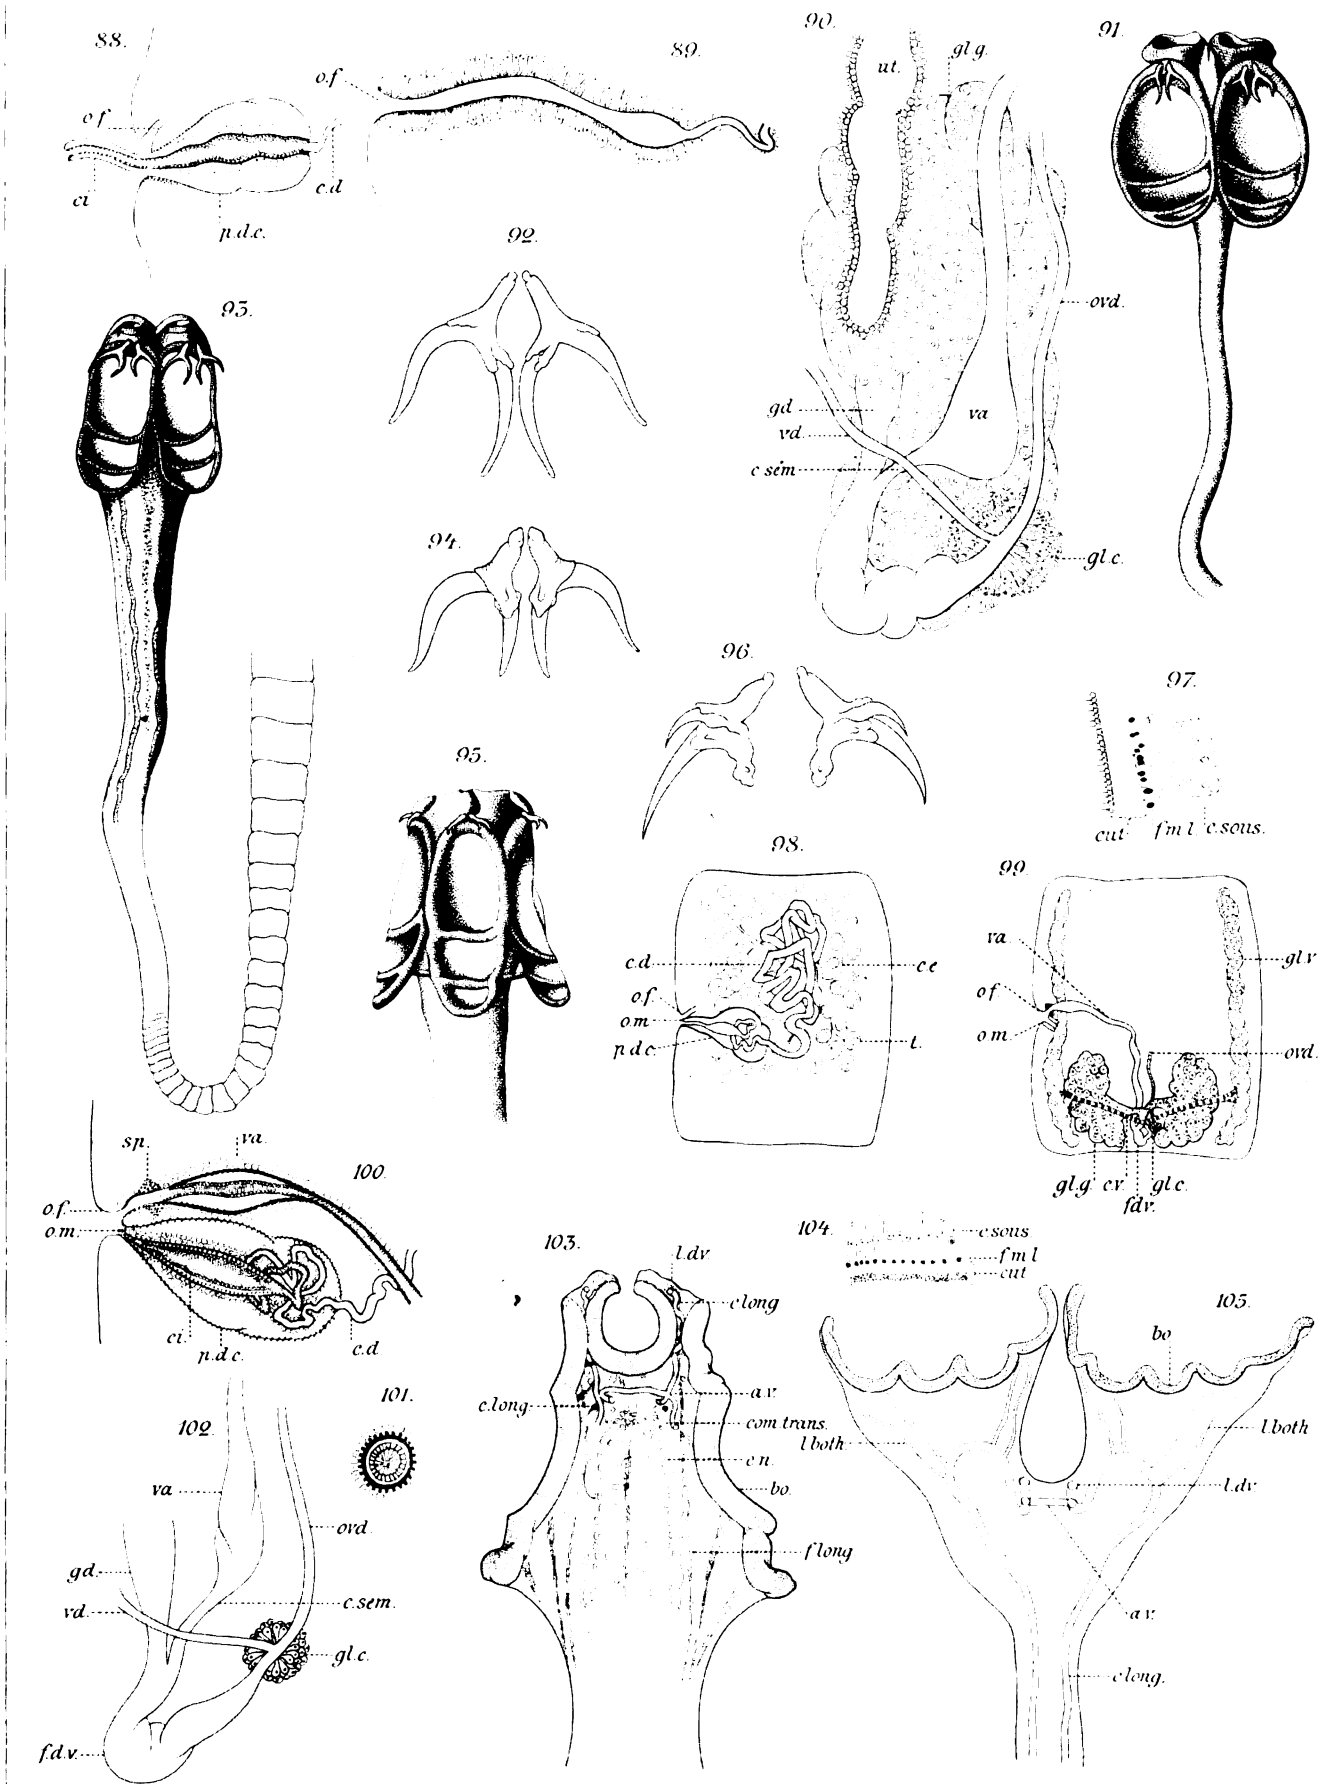 88.
o.f
ci
p.d.c.
c.d
89.
o.f
90.
ut.
gl.g.
ovd.
gd
vd
va
c sém
gl.c.
91.
92.
93.
94.
95.
96.
97.
cut
f m l
c.sous.
98.
c.d
c.e
o.f.
o.m
p.d.c.
t.
99.
va
gl.v
o.f
o.m.
ovd.
gl.g.
c.v.
gl.c.
f.d.v.
100.
sp.
va.
o.f.
o.m.
ci.
p.d.c.
c.d
101.
102.
va
ovd.
gd.
vd.
c.sem.
gl.c.
f.d.v.
103.
l.dv
c long
c.long
a.v.
com.trans.
c.n.
bo.
f long
104.
c.sous
f m l
cut
105.
bo
l.both
l.both
l.dv
a.v.
c long.